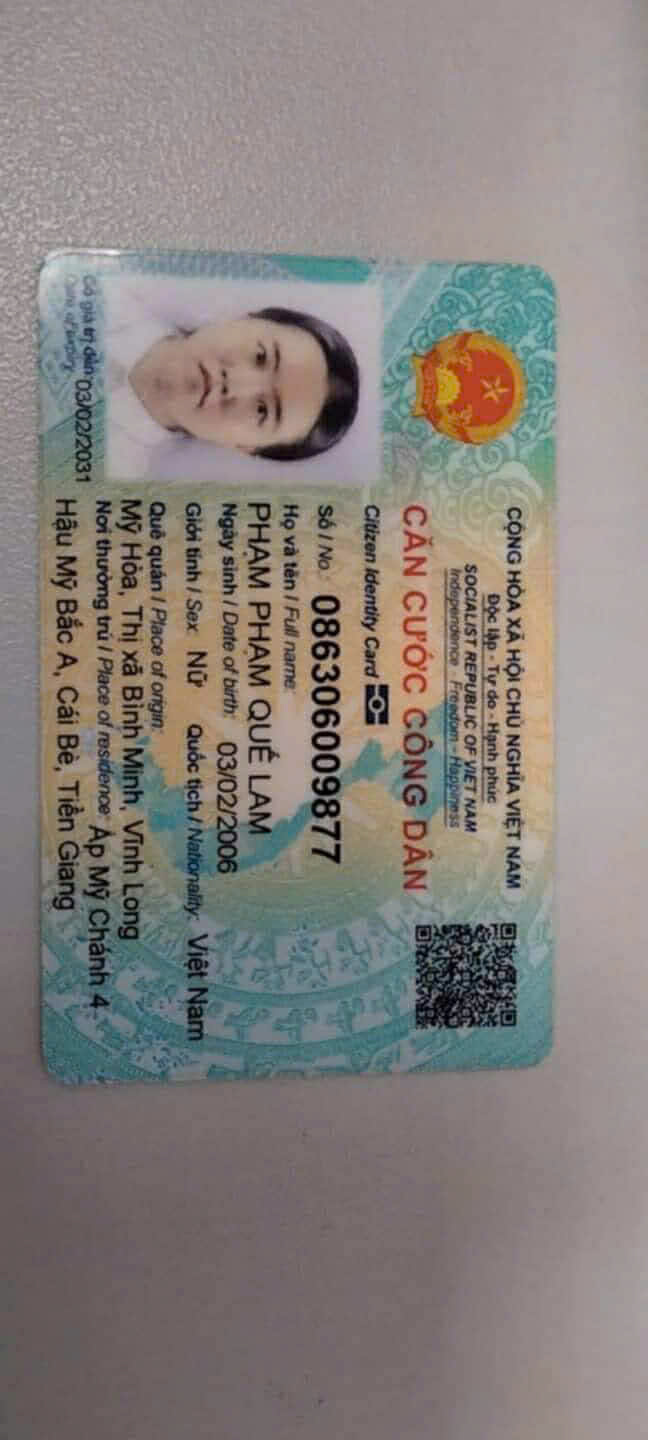 CỘNG HÒA XÃ HỘI CHỦ NGHĨA VIỆT NAM
Độc lập - Tự do - Hạnh phúc
SOCIALIST REPUBLIC OF VIET NAM
Independence - Freedom - Happiness
CĂN CƯỚC CÔNG DÂN
Citizen Identity Card
Số / No.: 086306009877
Họ và tên / Full name:
PHẠM PHẠM QUẾ LAM
Ngày sinh / Date of birth: 03/02/2006
Giới tính / Sex: Nữ Quốc tịch / Nationality: Việt Nam
Quê quán / Place of origin:
Mỹ Hòa, Thị xã Bình Minh, Vĩnh Long
Nơi thường trú / Place of residence: Ấp Mỹ Chánh 4
Hậu Mỹ Bắc A, Cái Bè, Tiền Giang
Có giá trị đến: 03/02/2031
Date of expiry